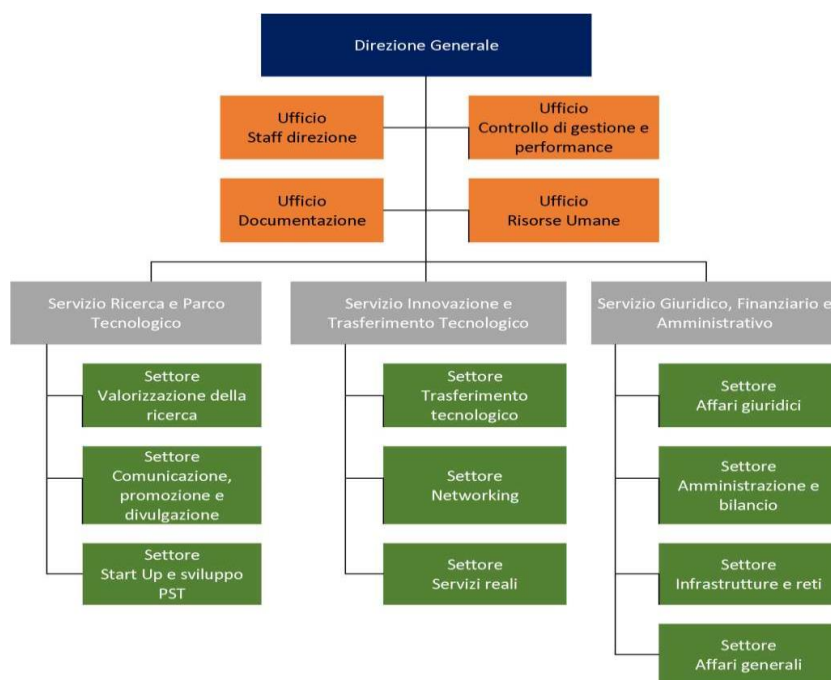 Direzione Generale
Ufficio
Staff direzione
Ufficio
Controllo di gestione e
performance
Ufficio
Documentazione
Ufficio
Risorse Umane
Servizio Ricerca e Parco
Tecnologico
Servizio Innovazione e
Trasferimento Tecnologico
Servizio Giuridico, Finanziario e
Amministrativo
Settore
Valorizzazione della
ricerca
Settore
Comunicazione,
promozione e
divulgazione
Settore
Start Up e sviluppo
PST
Settore
Trasferimento
tecnologico
Settore
Networking
Settore
Servizi reali
Settore
Affari giuridici
Settore
Amministrazione e
bilancio
Settore
Infrastrutture e reti
Settore
Affari generali